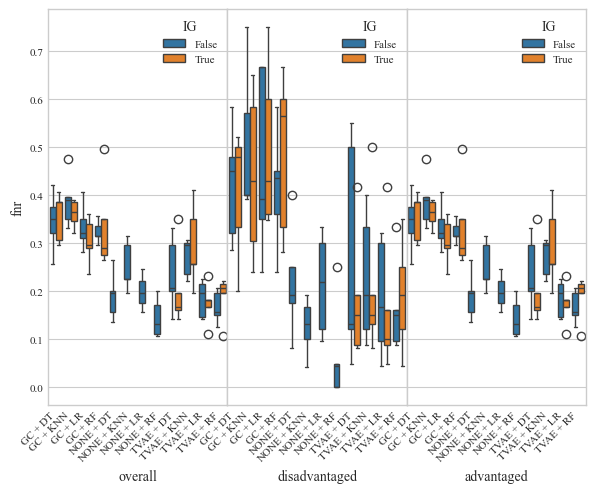 IG
False
True
IG
False
True
IG
False
True
fnr
0.7
0.6
0.5
0.4
0.3
0.2
0.1
0.0
GC + DT
GC + KNN
GC + LR
GC + RF
NONE + DT
NONE + KNN
NONE + LR
NONE + RF
TVAE + DT
TVAE + KNN
TVAE + LR
TVAE + RF
GC + DT
GC + KNN
GC + LR
GC + RF
NONE + DT
NONE + KNN
NONE + LR
NONE + RF
TVAE + DT
TVAE + KNN
TVAE + LR
TVAE + RF
GC + DT
GC + KNN
GC + LR
GC + RF
NONE + DT
NONE + KNN
NONE + LR
NONE + RF
TVAE + DT
TVAE + KNN
TVAE + LR
TVAE + RF
overall
disadvantaged
advantaged